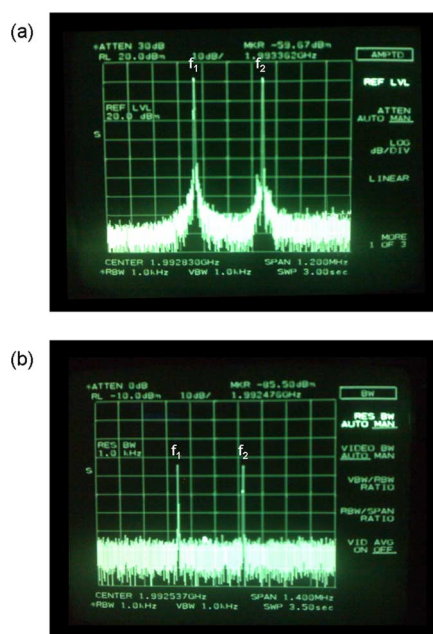 (a)
*ATTEN 30dB MKR -59.67dBm
RL 20.0dBm 10dB/ 1.993362GHz
f1 f2
REF LVL
20.0 dBm
S
AMPTD
REF LVL
ATTEN
AUTO MAN
LOG
dB/DIV
LINEAR
MORE
1 OF 3
CENTER 1.992830GHz SPAN 1.200MHz
*RBW 1.0kHz VBW 1.0kHz SWP 3.00sec
(b)
*ATTEN 0dB MKR -85.50dBm
RL -10.0dBm 10dB/ 1.992476GHz
f1 f2
RES BW
1.0 kHz
S
BW
RES BW
AUTO MAN
VIDEO BW
AUTO MAN
VBW/RBW
RATIO
RBW/SPAN
RATIO
VID AVG
ON OFF
CENTER 1.992537GHz SPAN 1.400MHz
*RBW 1.0kHz VBW 1.0kHz SWP 3.50sec